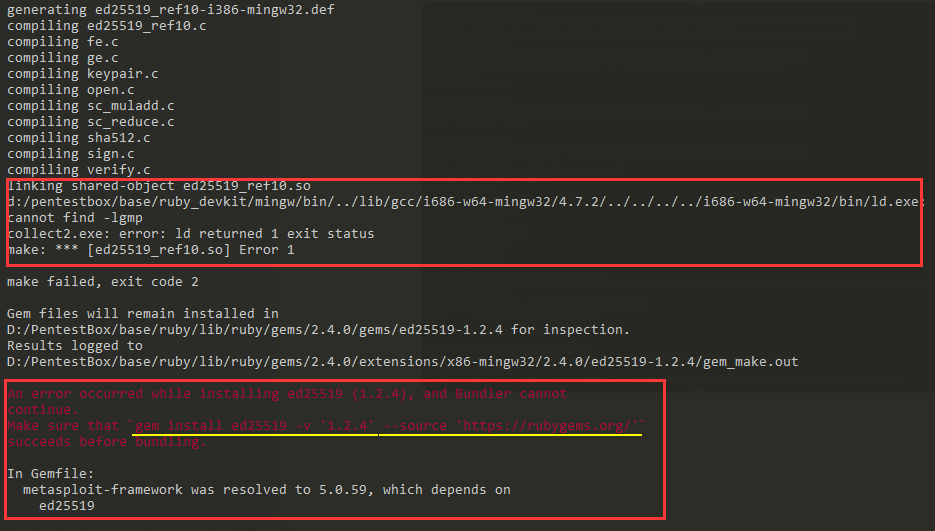 generating ed25519_ref10-i386-mingw32.def
compiling ed25519_ref10.c
compiling fe.c
compiling ge.c
compiling keypair.c
compiling open.c
compiling sc_muladd.c
compiling sc_reduce.c
compiling sha512.c
compiling sign.c
compiling verify.c
linking shared-object ed25519_ref10.so
d:/pentestbox/base/ruby_devkit/mingw/bin/../lib/gcc/i686-w64-mingw32/4.7.2/../../../../i686-w64-mingw32/bin/ld.exe:
cannot find -lgmp
collect2.exe: error: ld returned 1 exit status
make: *** [ed25519_ref10.so] Error 1
make failed, exit code 2
Gem files will remain installed in
D:/PentestBox/base/ruby/lib/ruby/gems/2.4.0/gems/ed25519-1.2.4 for inspection.
Results logged to
D:/PentestBox/base/ruby/lib/ruby/gems/2.4.0/extensions/x86-mingw32/2.4.0/ed25519-1.2.4/gem_make.out
An error occurred while installing ed25519 (1.2.4), and Bundler cannot
continue.
Make sure that `gem install ed25519 -v '1.2.4' --source 'https://rubygems.org/'`
succeeds before bundling.
In Gemfile:
metasploit-framework was resolved to 5.0.59, which depends on
ed25519